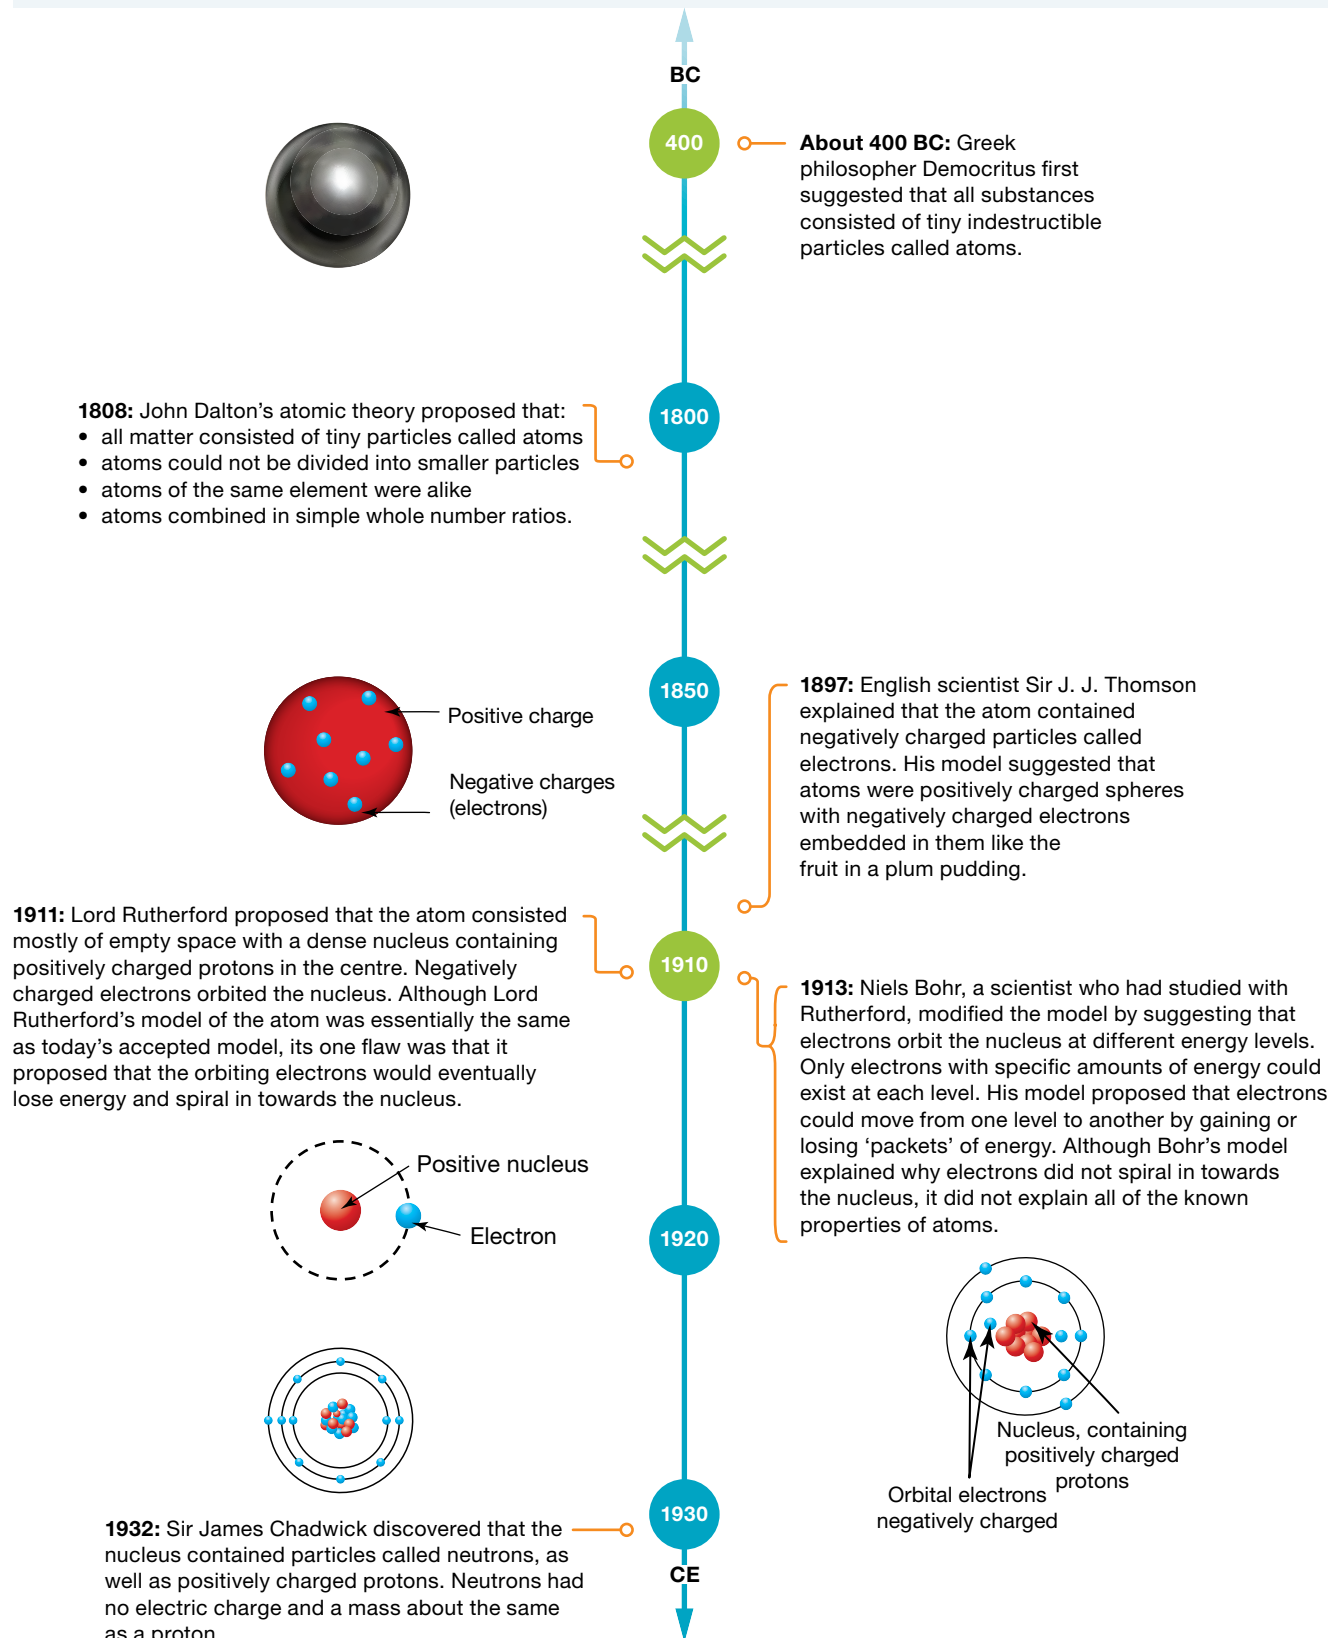 BC
400
About 400 BC: Greek
philosopher Democritus first
suggested that all substances
consisted of tiny indestructible
particles called atoms.
1808: John Dalton’s atomic theory proposed that:
• all matter consisted of tiny particles called atoms
• atoms could not be divided into smaller particles
• atoms of the same element were alike
• atoms combined in simple whole number ratios.
1800
1850
Positive charge
Negative charges
(electrons)
1897: English scientist Sir J. J. Thomson
explained that the atom contained
negatively charged particles called
electrons. His model suggested that
atoms were positively charged spheres
with negatively charged electrons
embedded in them like the
fruit in a plum pudding.
1911: Lord Rutherford proposed that the atom consisted
mostly of empty space with a dense nucleus containing
positively charged protons in the centre. Negatively
charged electrons orbited the nucleus. Although Lord
Rutherford’s model of the atom was essentially the same
as today’s accepted model, its one flaw was that it
proposed that the orbiting electrons would eventually
lose energy and spiral in towards the nucleus.
1910
1913: Niels Bohr, a scientist who had studied with
Rutherford, modified the model by suggesting that
electrons orbit the nucleus at different energy levels.
Only electrons with specific amounts of energy could
exist at each level. His model proposed that electrons
could move from one level to another by gaining or
losing ‘packets’ of energy. Although Bohr’s model
explained why electrons did not spiral in towards
the nucleus, it did not explain all of the known
properties of atoms.
Positive nucleus
Electron
1920
Nucleus, containing
positively charged
protons
Orbital electrons
negatively charged
1930
1932: Sir James Chadwick discovered that the
nucleus contained particles called neutrons, as
well as positively charged protons. Neutrons had
no electric charge and a mass about the same
as a proton
CE